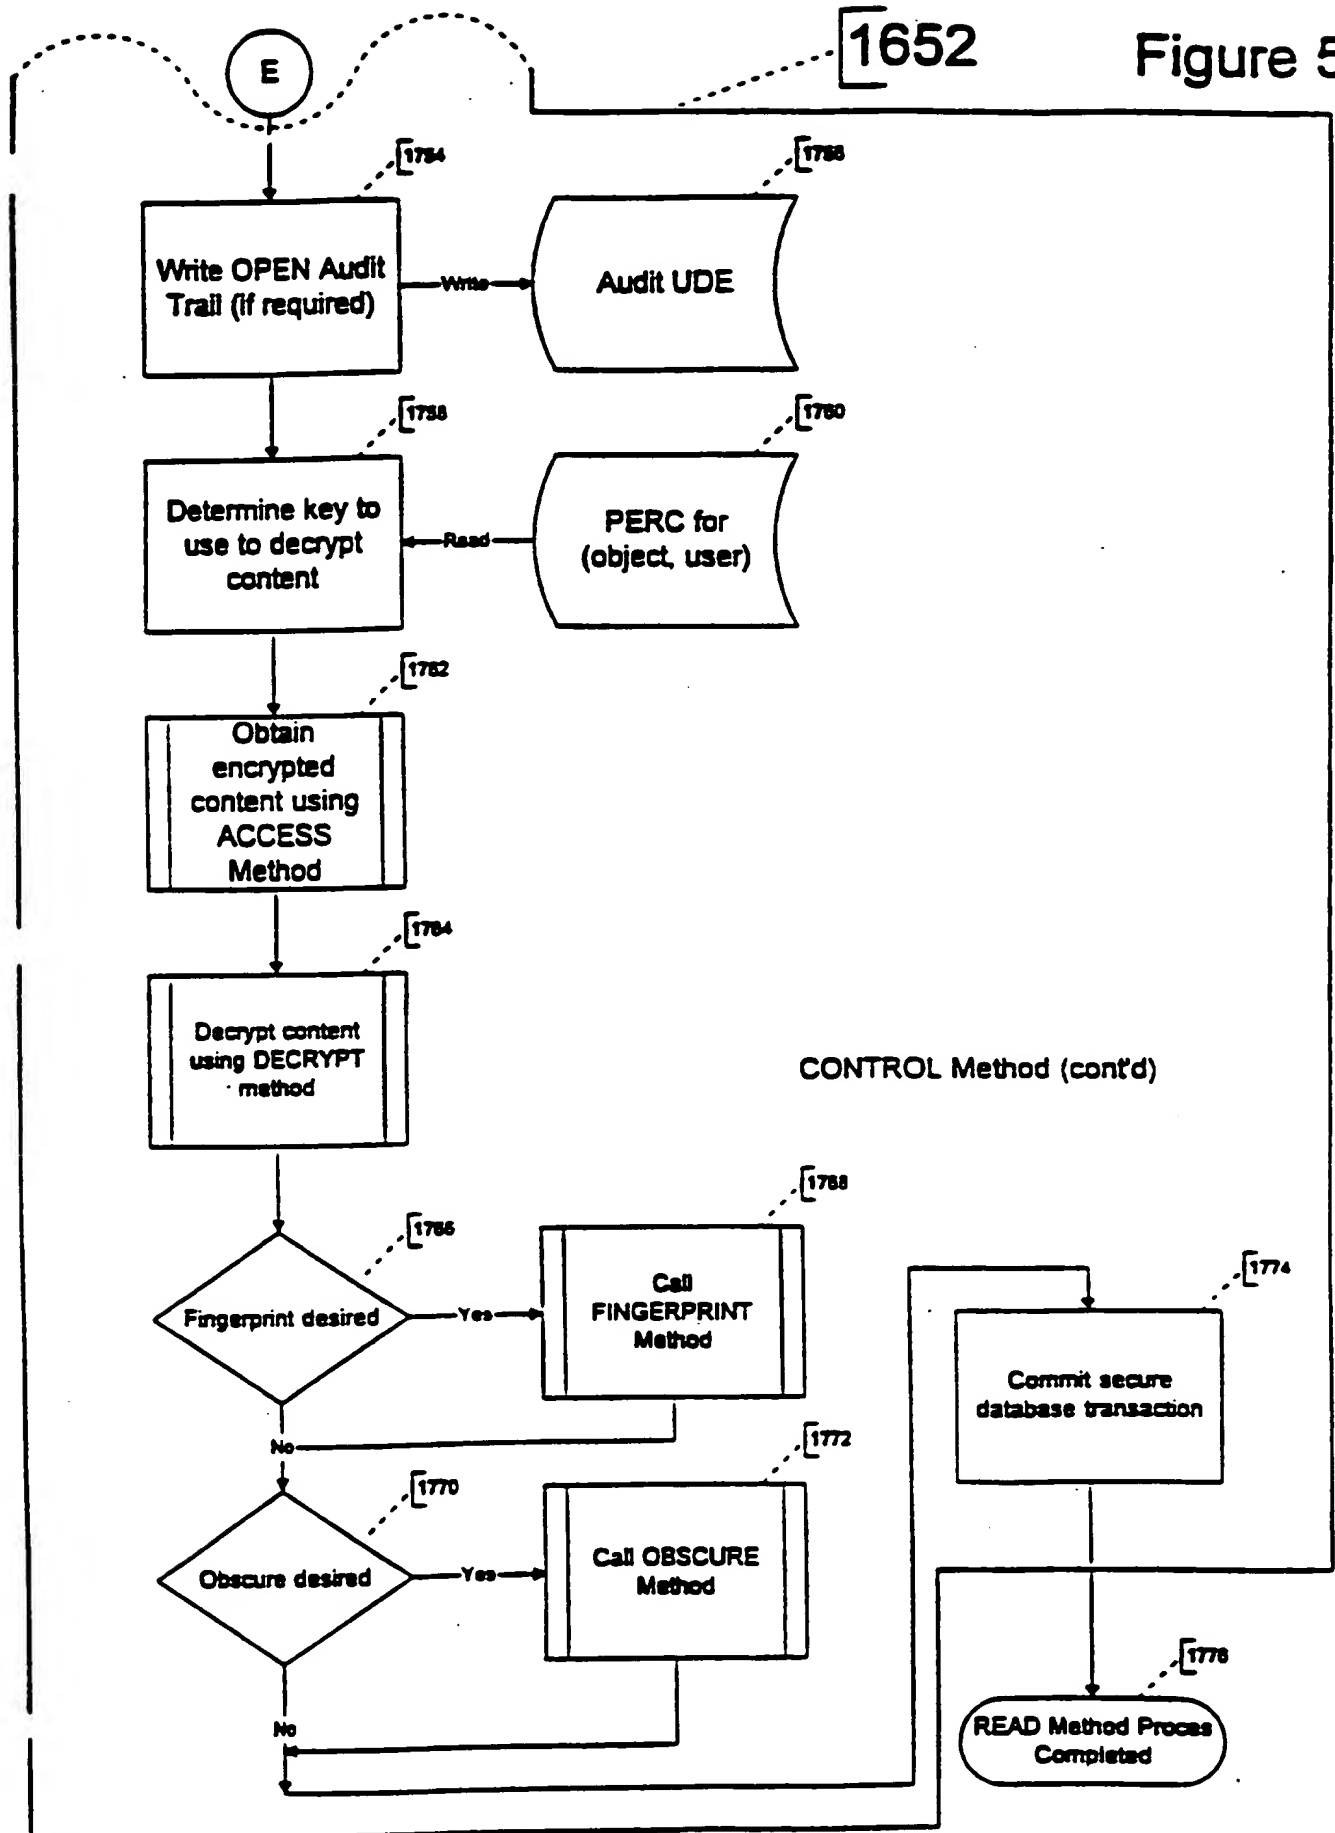 1652
Figure 5
E
1754
1756
Write OPEN Audit
Trail (if required)
Write
Audit UDE
1758
1760
Determine key to
use to decrypt
content
Read
PERC for
(object, user)
1762
Obtain
encrypted
content using
ACCESS
Method
1764
Decrypt content
using DECRYPT
method
CONTROL Method (cont'd)
1766
1768
Fingerprint desired
Yes
Call
FINGERPRINT
Method
1774
Commit secure
database transaction
No
1770
1772
Obscure desired
Yes
Call OBSCURE
Method
No
1776
READ Method Proces
Completed